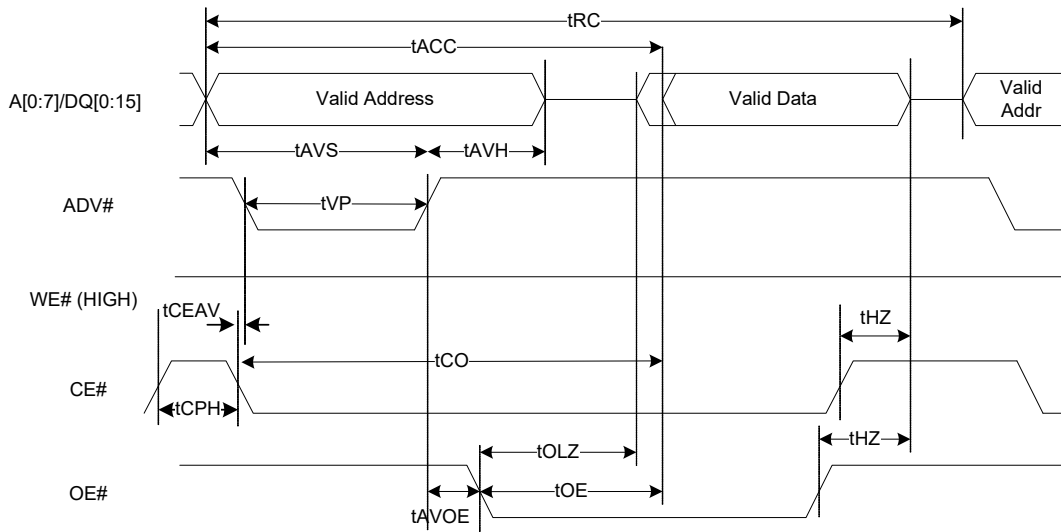 tRC
tACC
A[0:7]/DQ[0:15]
Valid Address
Valid Data
Valid
Addr
tAVS
tAVH
ADV#
tVP
WE# (HIGH)
tCEAV
tHZ
tCO
CE#
tCPH
tHZ
tOLZ
OE#
tOE
tAVOE